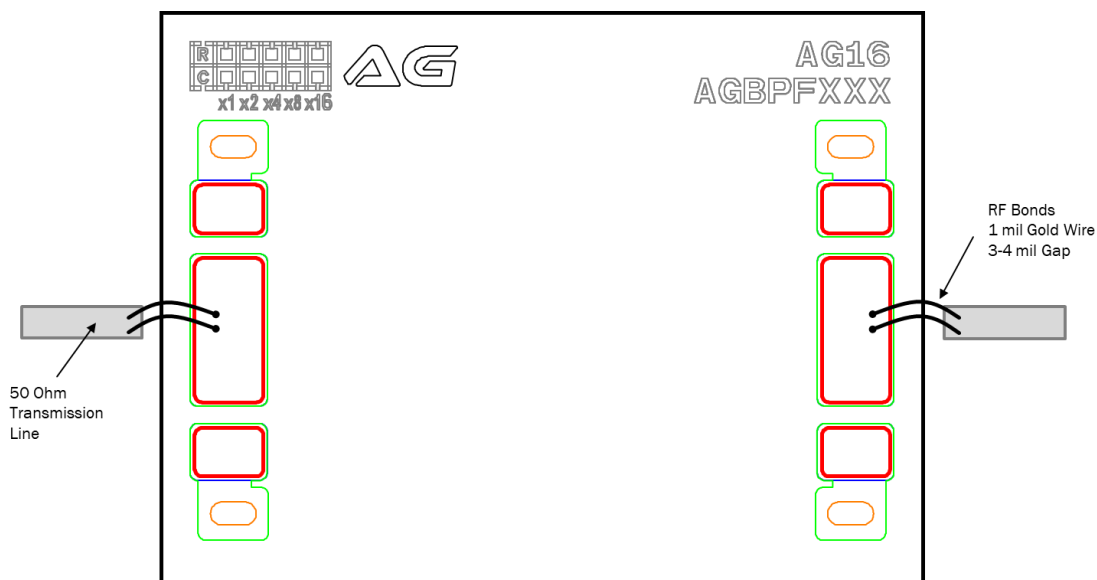 R
C
x1 x2 x4 x8 x16
AG
AG16
AGBPFXXX
RF Bonds
1 mil Gold Wire
3-4 mil Gap
50 Ohm
Transmission
Line